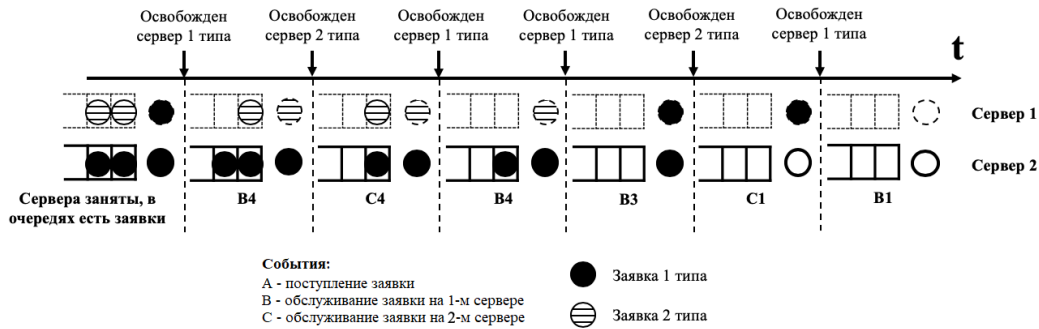 Освобожден
сервер 1 типа
Освобожден
сервер 2 типа
Освобожден
сервер 1 типа
Освобожден
сервер 1 типа
Освобожден
сервер 2 типа
Освобожден
сервер 1 типа
t
Сервер 1
Сервер 2
Сервера заняты, в
очередях есть заявки
B4
C4
B4
B3
C1
B1
События:
А - поступление заявки
В - обслуживание заявки на 1-м сервере
С - обслуживание заявки на 2-м сервере
Заявка 1 типа
Заявка 2 типа